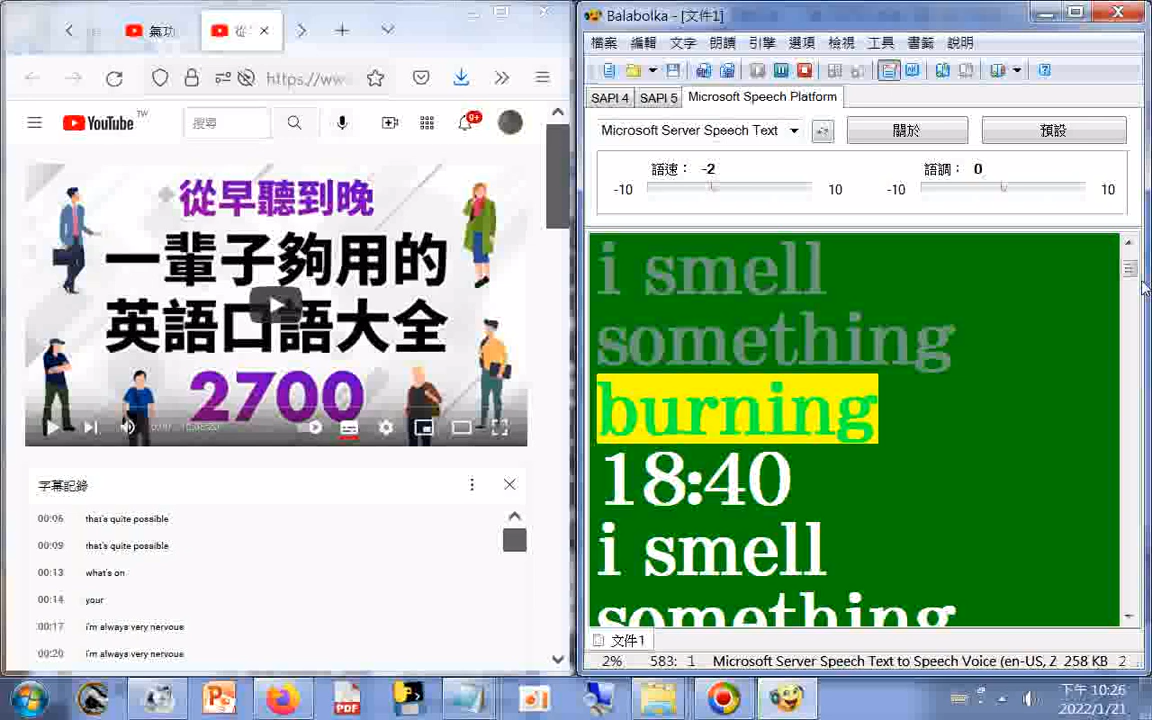 氣功
從
https://www
YouTube TW
搜尋
9+
從早聽到晚
一輩子夠用的
英語口語大全
2700
字幕記錄
00:06 that's quite possible
00:09 that's quite possible
00:13 what's on
00:14 your
00:17 i'm always very nervous
00:20 i'm always very nervous
Balabolka - [文件1]
檔案 編輯 文字 朗讀 引擎 選項 檢視 工具 書籤 說明
SAPI 4 SAPI 5 Microsoft Speech Platform
Microsoft Server Speech Text
關於
預設
語速： -2
語調： 0
-10 10 -10 10
i smell
something
burning
18:40
i smell
something
文件1
2% 583: 1 Microsoft Server Speech Text to Speech Voice (en-US, Z 258 KB 2
PDF
下午 10:26
2022/1/21